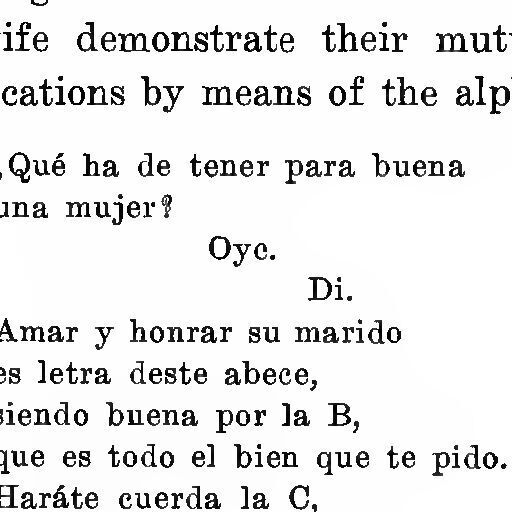 ife demonstrate their mut
cations by means of the alp
¿Qué ha de tener para buena
una mujer?
Oye.
Di.
Amar y honrar su marido
es letra deste abece,
siendo buena por la B,
que es todo el bien que te pido.
Haráte cuerda la C,